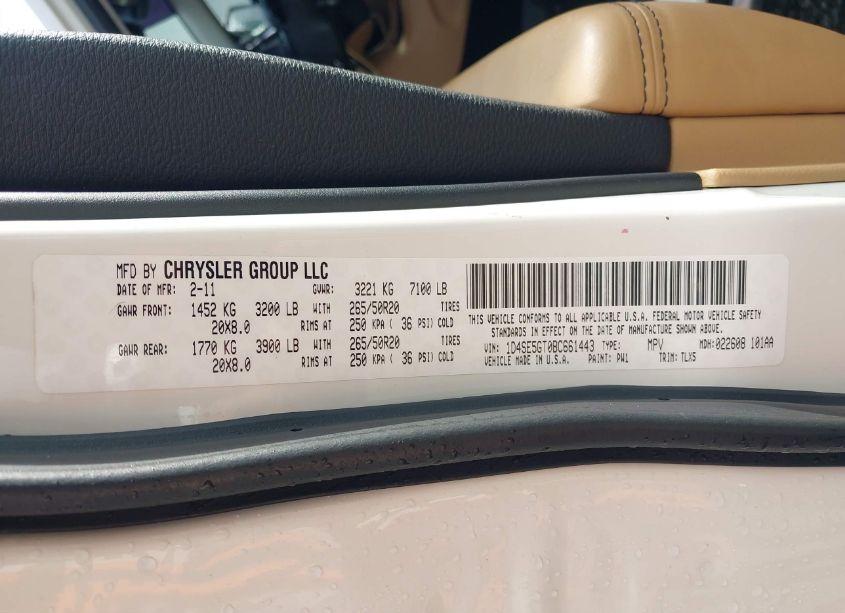 MFD BY CHRYSLER GROUP LLC
DATE OF MFR: 2-11 GVWR: 3221 KG 7100 LB
GAWR FRONT: 1452 KG 3200 LB WITH 265/50R20 TIRES
20X8.0 RIMS AT 250 KPA ( 36 PSI) COLD
GAWR REAR: 1770 KG 3900 LB WITH 265/50R20 TIRES
20X8.0 RIMS AT 250 KPA ( 36 PSI) COLD
THIS VEHICLE CONFORMS TO ALL APPLICABLE U.S.A. FEDERAL MOTOR VEHICLE SAFETY
STANDARDS IN EFFECT ON THE DATE OF MANUFACTURE SHOWN ABOVE.
VIN: 1D4SE5GT0BC661443 TYPE: MPV MDH: 022608 101AA
VEHICLE MADE IN U.S.A. PAINT: PW1 TRIM: TLX5